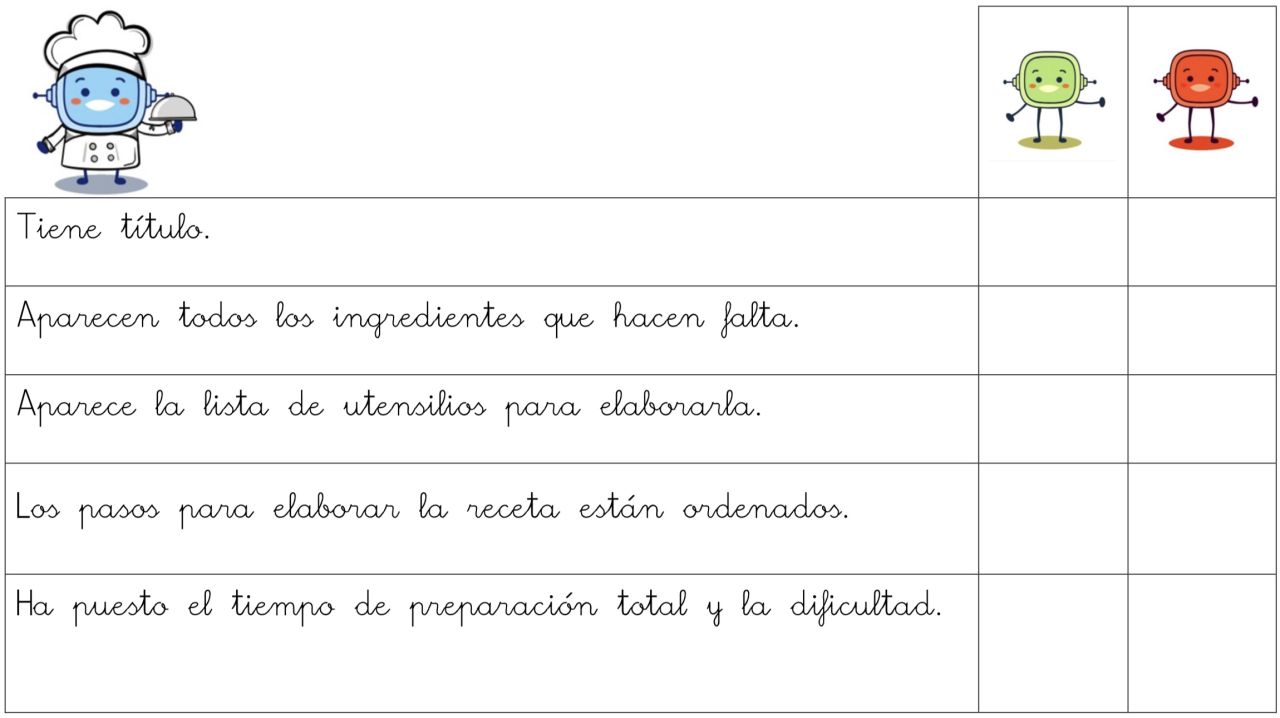 Tiene título.
Aparecen todos los ingredientes que hacen falta.
Aparece la lista de utensilios para elaborarla.
Los pasos para elaborar la receta están ordenados.
Ha puesto el tiempo de preparación total y la dificultad.